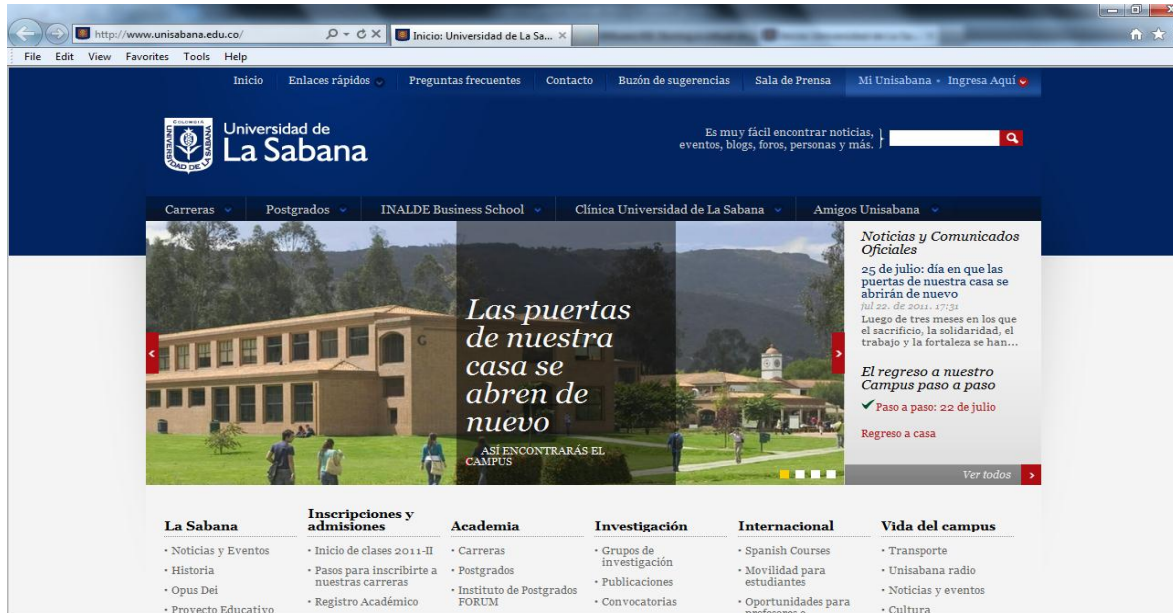 http://www.unisabana.edu.co/
Inicio: Universidad de La Sa...
File Edit View Favorites Tools Help
Inicio Enlaces rápidos Preguntas frecuentes Contacto Buzón de sugerencias Sala de Prensa Mi Unisabana • Ingresa Aquí
COLOMBIA
UNIVERSIDAD DE LA SABANA
Universidad de
La Sabana
Es muy fácil encontrar noticias,
eventos, blogs, foros, personas y más.
Carreras Postgrados INALDE Business School Clínica Universidad de La Sabana Amigos Unisabana
G
Las puertas
de nuestra
casa se
abren de
nuevo
ASÍ ENCONTRARÁS EL
CAMPUS
Noticias y Comunicados
Oficiales
25 de julio: día en que las
puertas de nuestra casa se
abrirán de nuevo
jul 22. de 2011. 17:31
Luego de tres meses en los que
el sacrificio, la solidaridad, el
trabajo y la fortaleza se han...
El regreso a nuestro
Campus paso a paso
Paso a paso: 22 de julio
Regreso a casa
Ver todos
La Sabana
• Noticias y Eventos
• Historia
• Opus Dei
• Proyecto Educativo
Inscripciones y
admisiones
• Inicio de clases 2011-II
• Pasos para inscribirte a
nuestras carreras
• Registro Académico
Academia
• Carreras
• Postgrados
• Instituto de Postgrados
FORUM
Investigación
• Grupos de
investigación
• Publicaciones
• Convocatorias
Internacional
• Spanish Courses
• Movilidad para
estudiantes
• Oportunidades para
profesores e
Vida del campus
• Transporte
• Unisabana radio
• Noticias y eventos
• Cultura